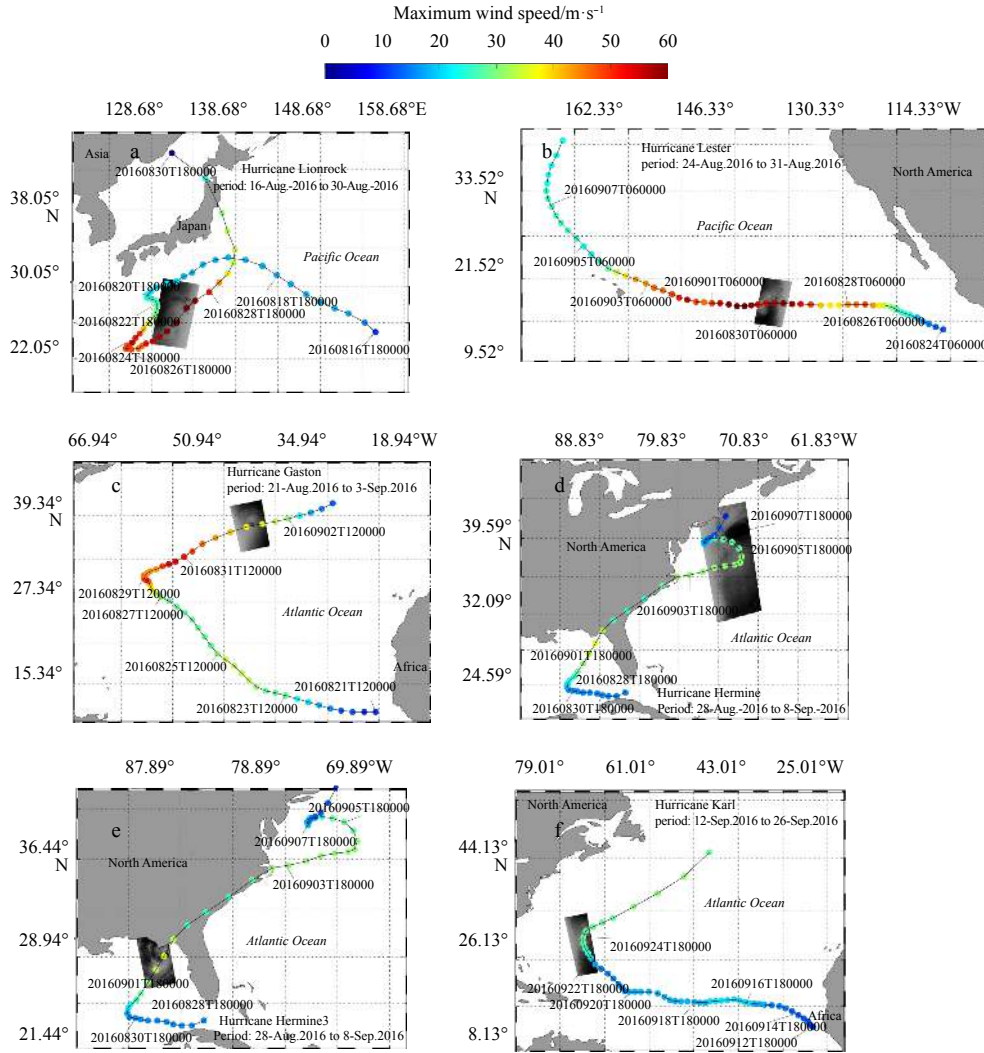 Maximum wind speed/m·s⁻¹
0 10 20 30 40 50 60
128.68° 138.68° 148.68° 158.68°E
Asia
a
20160830T180000
Hurricane Lionrock
period: 16-Aug.-2016 to 30-Aug-2016
38.05°
N
Japan
Pacific Ocean
30.05°
20160820T180000
20160818T180000
20160828T180000
20160822T180000
20160816T180000
22.05°
20160824T180000
20160826T180000
162.33° 146.33° 130.33° 114.33°W
b
Hurricane Lester
period: 24-Aug.2016 to 31-Aug.2016
North America
33.52°
N
20160907T060000
Pacific Ocean
20160905T060000
21.52°
20160901T060000
20160828T060000
20160903T060000
20160826T060000
20160830T060000
20160824T060000
9.52°
66.94° 50.94° 34.94° 18.94°W
c
Hurricane Gaston
period: 21-Aug.2016 to 3-Sep.2016
39.34°
N
20160902T120000
20160831T120000
27.34°
20160829T120000
20160827T120000
Atlantic Ocean
20160825T120000
15.34°
Africa
20160821T120000
20160823T120000
88.83° 79.83° 70.83° 61.83°W
d
20160907T180000
39.59°
N
North America
20160905T180000
32.09°
20160903T180000
Atlantic Ocean
20160901T180000
24.59°
20160828T180000
Hurricane Hermine
20160830T180000
Period: 28-Aug.-2016 to 8-Sep.-2016
87.89° 78.89° 69.89°W
20160905T180000
e
20160907T180000
36.44°
N
North America
20160903T180000
28.94°
Atlantic Ocean
20160901T180000
20160828T180000
Hurricane Hermine3
20160830T180000
Period: 28-Aug.2016 to 8-Sep.2016
21.44°
79.01° 61.01° 43.01° 25.01°W
North America
Hurricane Karl
period: 12-Sep.2016 to 26-Sep.2016
f
44.13°
N
Atlantic Ocean
26.13°
20160924T180000
20160922T180000
20160916T180000
20160920T180000
20160918T180000
20160914T180000
Africa
20160912T180000
8.13°